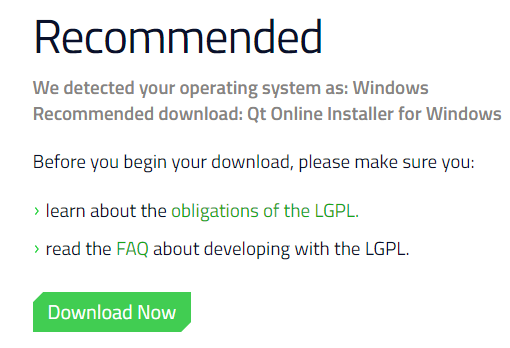 Recommended
We detected your operating system as: Windows
Recommended download: Qt Online Installer for Windows
Before you begin your download, please make sure you:
› learn about the obligations of the LGPL.
› read the FAQ about developing with the LGPL.
Download Now